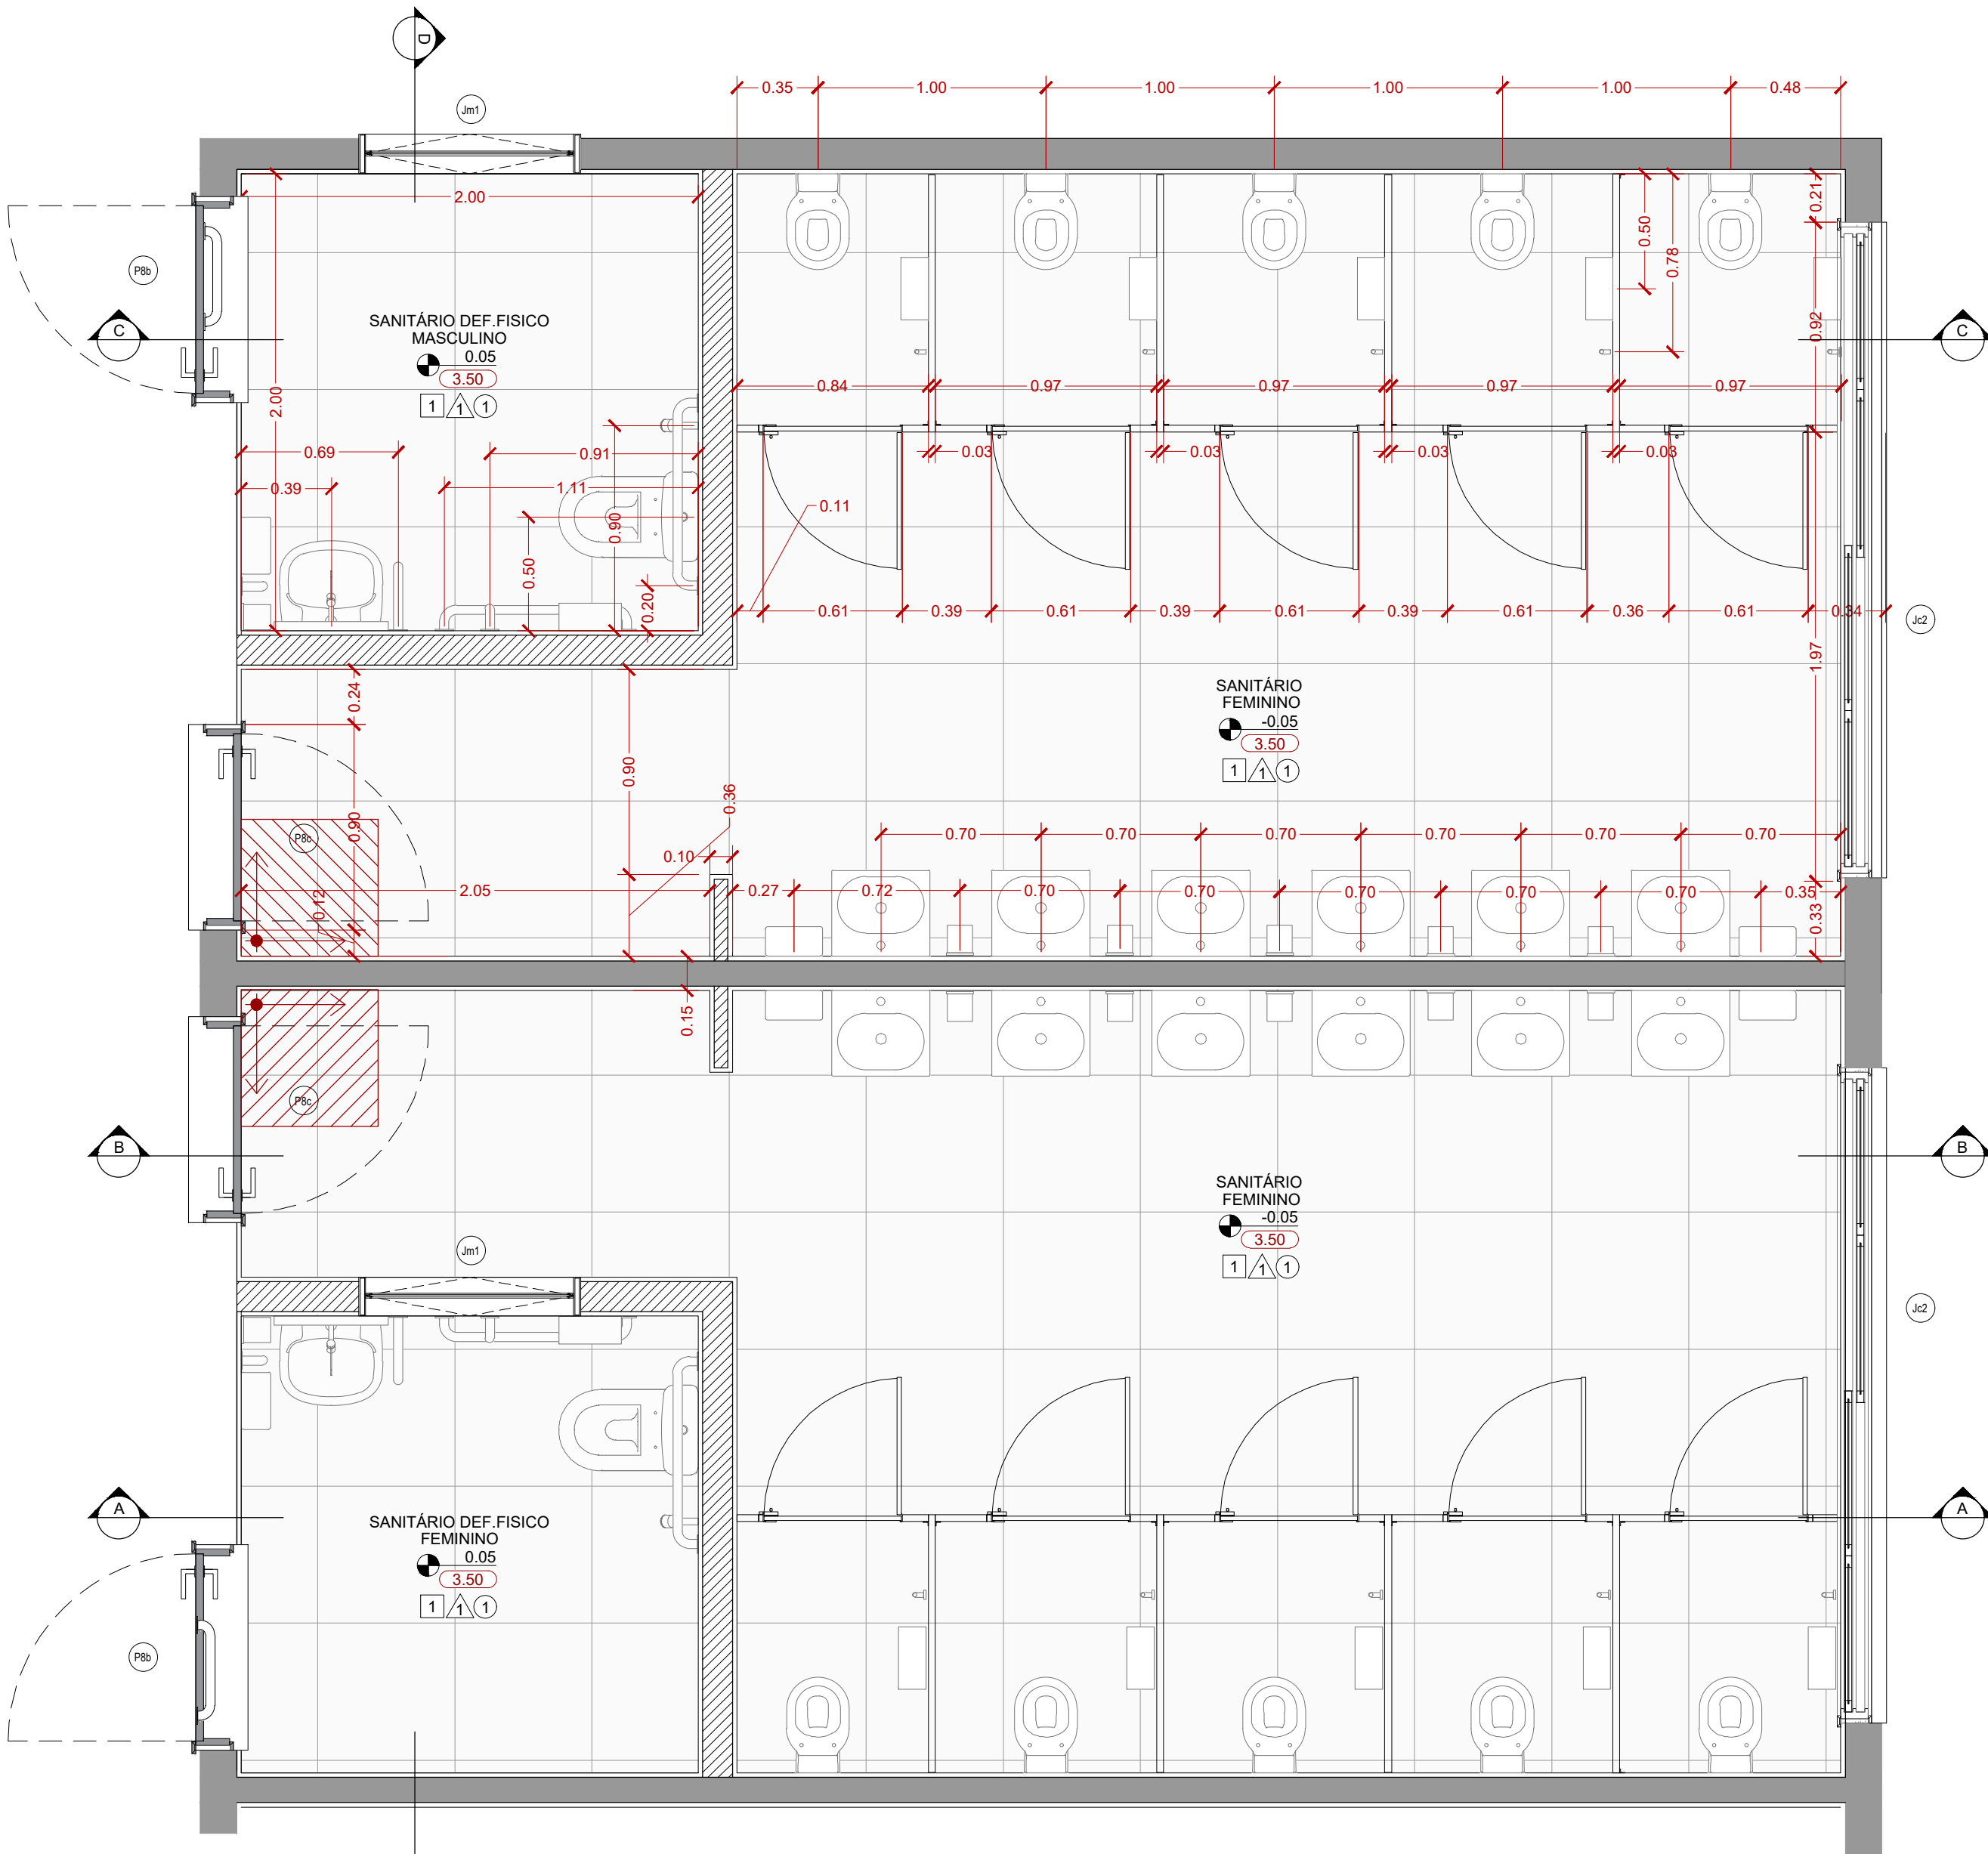 D
Jm1
0.35
1.00
1.00
1.00
1.00
0.48
2.00
0.21
P8b
0.50
0.78
C
SANITÁRIO DEF.FISICO
MASCULINO
0.05
3.50
1 1 1
0.92
C
2.00
0.84
0.97
0.97
0.97
0.97
0.69
0.91
0.03
0.03
0.03
0.03
0.39
1.11
0.11
0.90
0.50
0.20
0.61
0.39
0.61
0.39
0.61
0.39
0.61
0.36
0.61
0.34
Jc2
1.97
0.24
SANITÁRIO
FEMININO
-0.05
3.50
1 1 1
0.90
0.36
P8c
0.90
0.70
0.70
0.70
0.70
0.70
0.70
0.10
2.05
0.12
0.27
0.72
0.70
0.70
0.70
0.70
0.70
0.35
0.33
0.15
P8c
B
B
SANITÁRIO
FEMININO
-0.05
3.50
1 1 1
Jm1
Jc2
A
SANITÁRIO DEF.FISICO
FEMININO
0.05
3.50
1 1 1
A
P8b